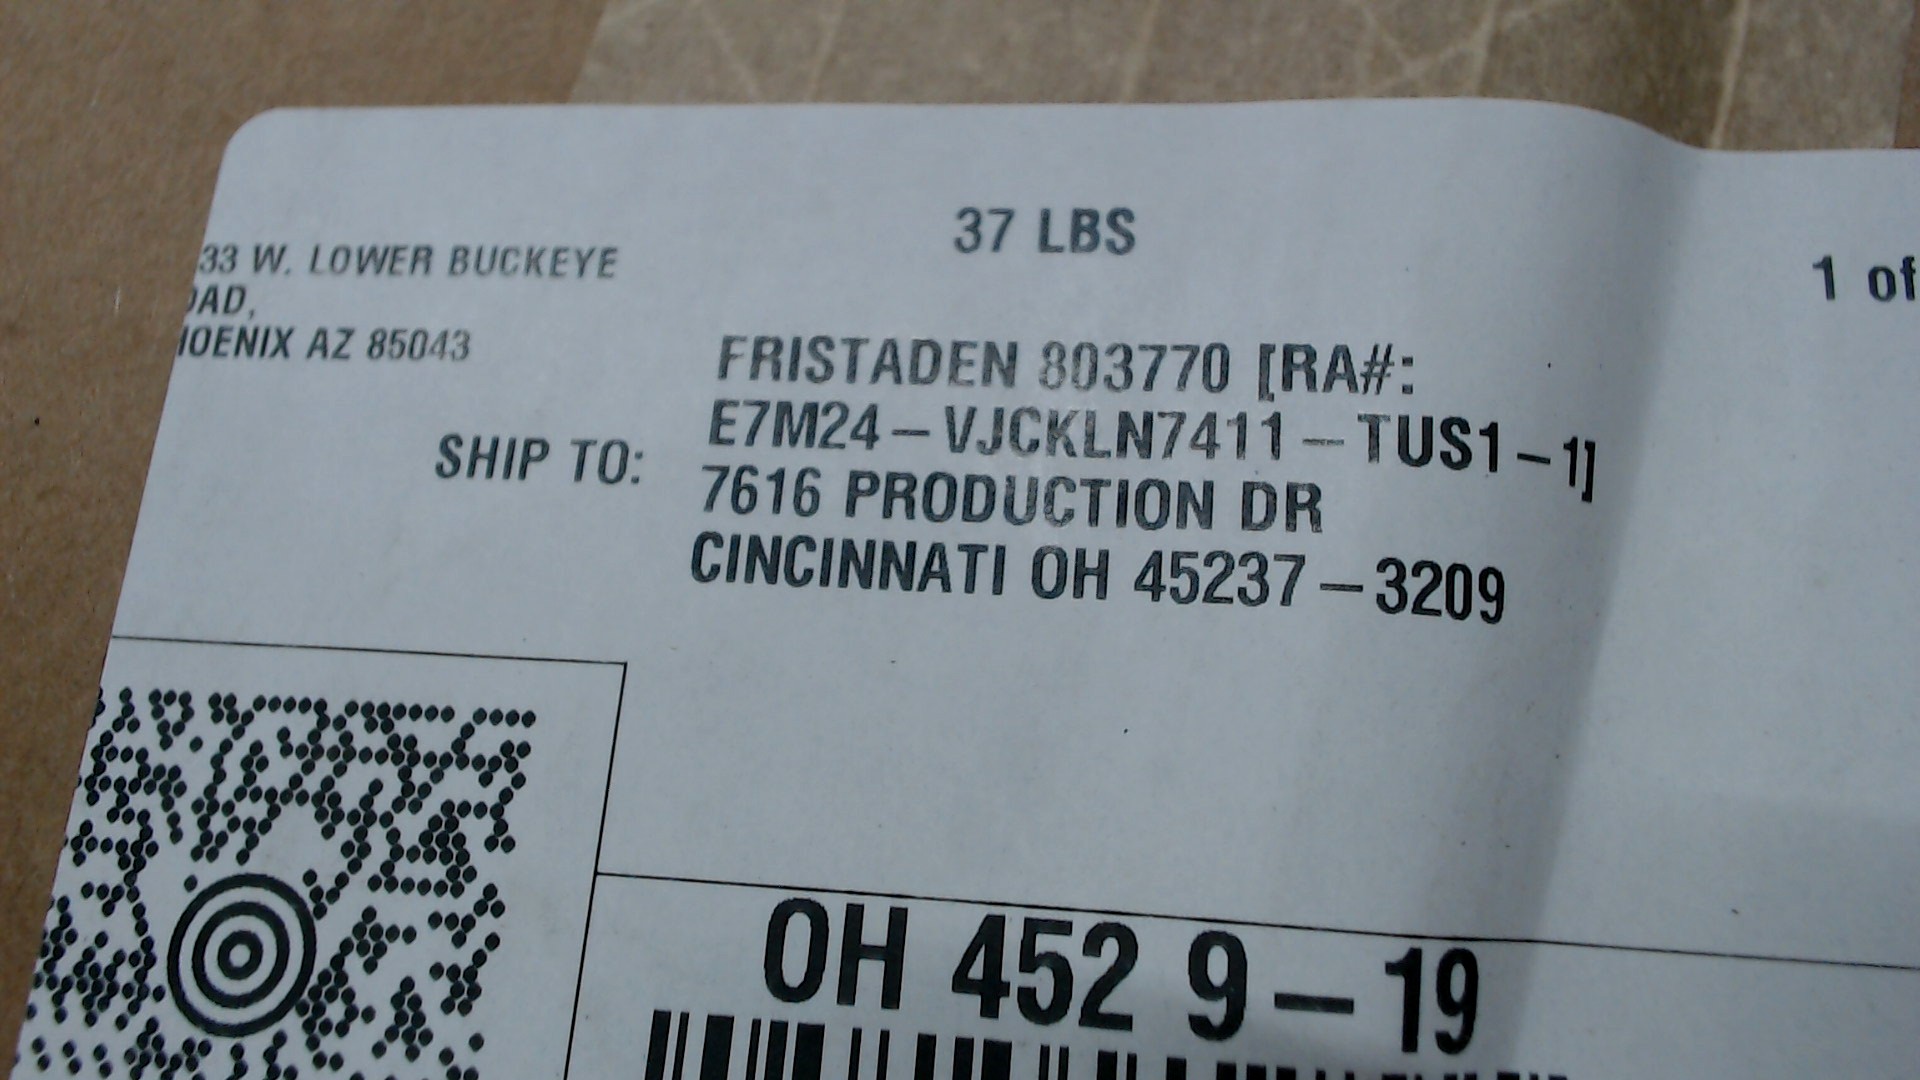 33 W. LOWER BUCKEYE
OAD,
HOENIX AZ 85043
37 LBS
1 of
SHIP TO:
FRISTADEN 803770 [RA#:
E7M24-VJCKLN7411-TUS1-1]
7616 PRODUCTION DR
CINCINNATI OH 45237-3209
OH 452 9-19